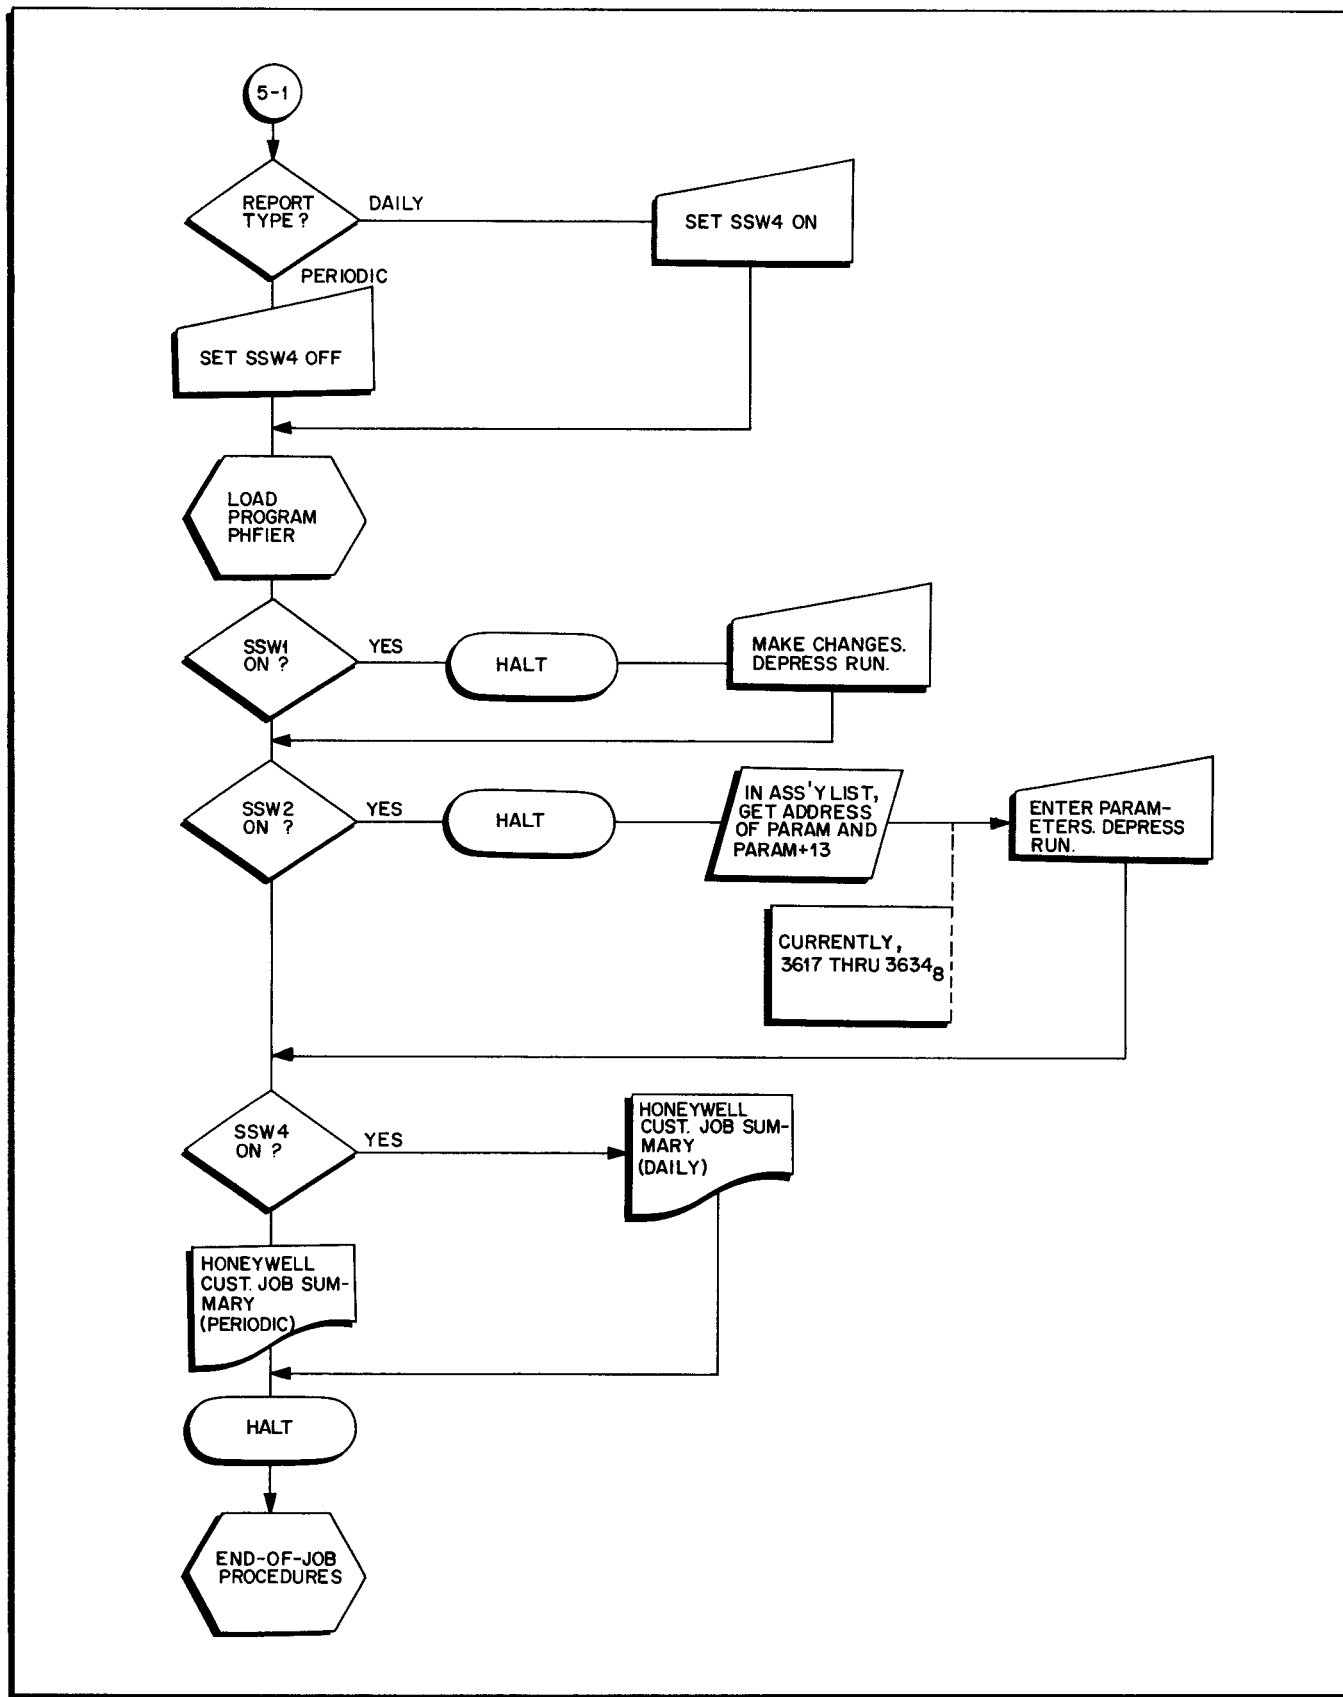 5-1
REPORT
TYPE?
DAILY
SET SSW4 ON
PERIODIC
SET SSW4 OFF
LOAD
PROGRAM
PHFIER
SSW1
ON ?
YES
HALT
MAKE CHANGES.
DEPRESS RUN.
SSW2
ON ?
YES
HALT
IN ASS'Y LIST,
GET ADDRESS
OF PARAM AND
PARAM+13
ENTER PARAM-
ETERS. DEPRESS
RUN.
CURRENTLY,
3617 THRU 3634₈
SSW4
ON ?
YES
HONEYWELL
CUST. JOB SUM-
MARY
(DAILY)
HONEYWELL
CUST. JOB SUM-
MARY
(PERIODIC)
HALT
END-OF-JOB
PROCEDURES